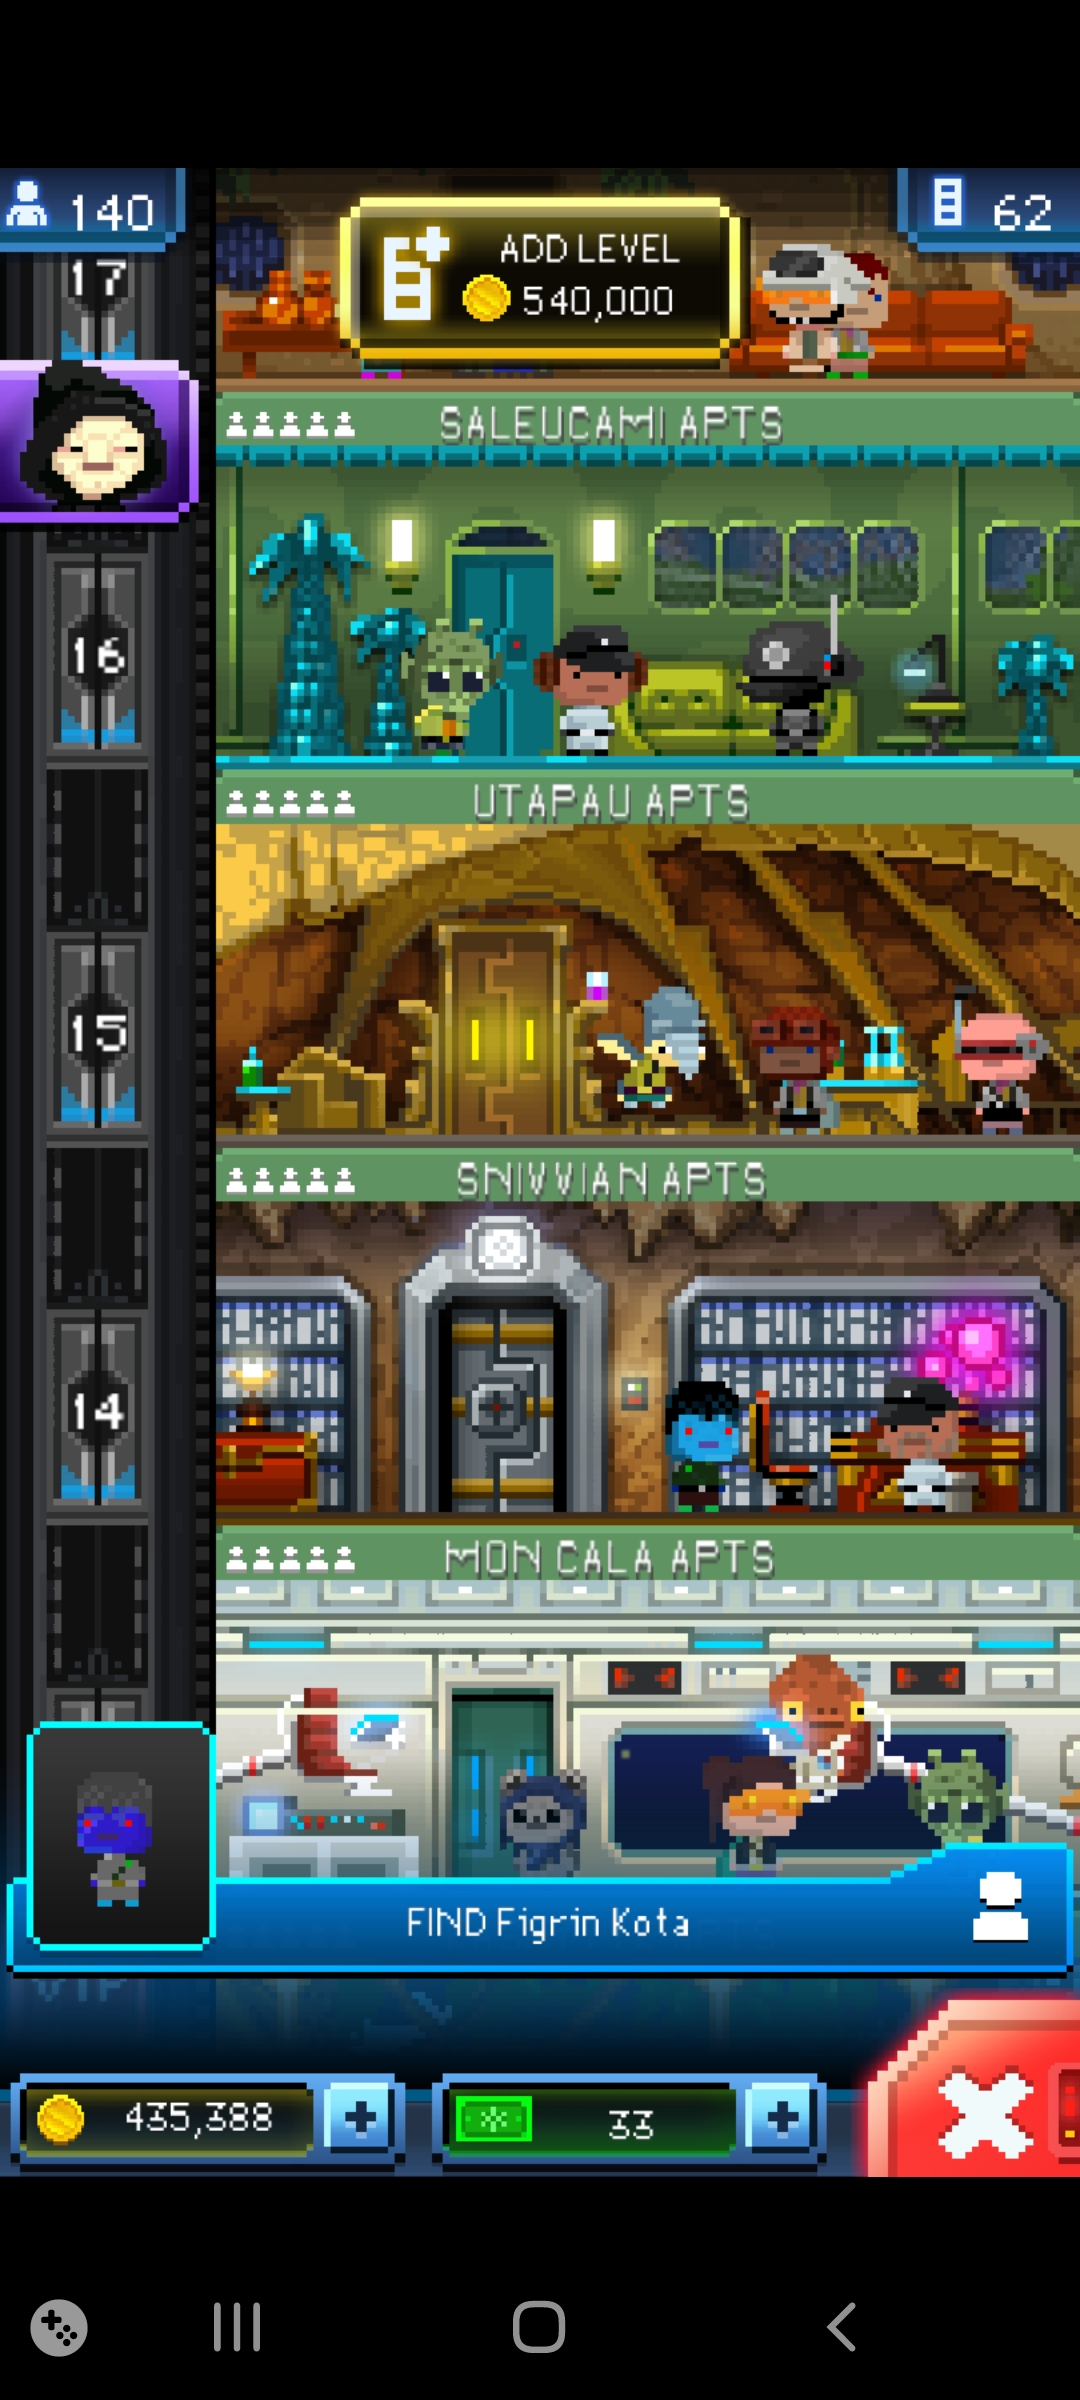 140
62
17
ADD LEVEL
540,000
SALEUCAMI APTS
16
UTAPAU APTS
15
SNIVVIAN APTS
14
MON CALA APTS
FIND Figrin Kota
VIP
435,388
33